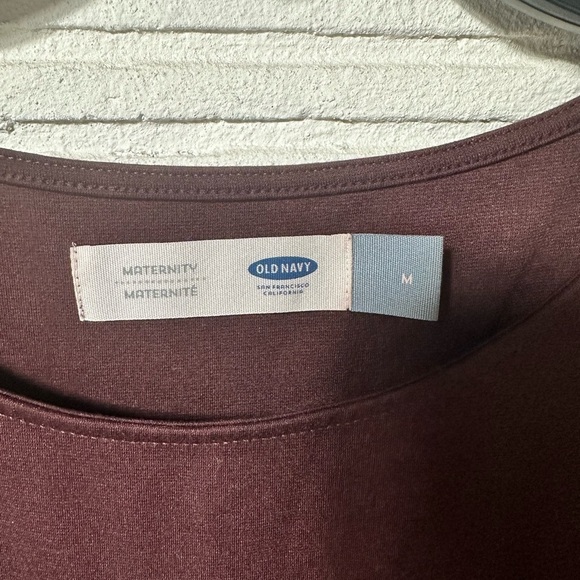 MATERNITY
MATERNITÉ
OLD NAVY
SAN FRANCISCO
CALIFORNIA
M